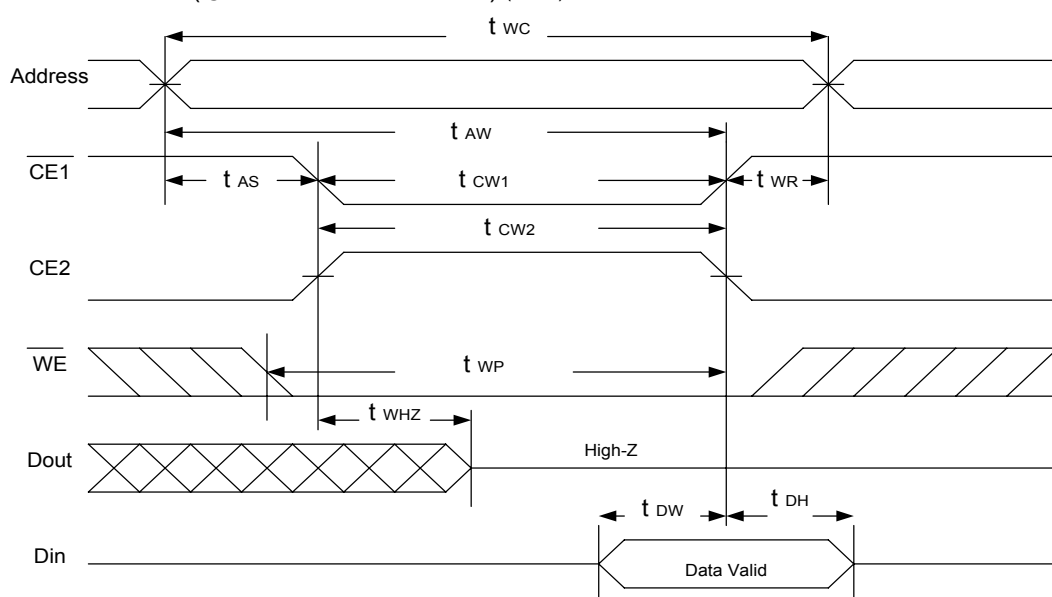 t WC
Address
t AW
CE1
t AS
t CW1
t WR
t CW2
CE2
WE
t WP
t WHZ
Dout
High-Z
t DW
t DH
Din
Data Valid